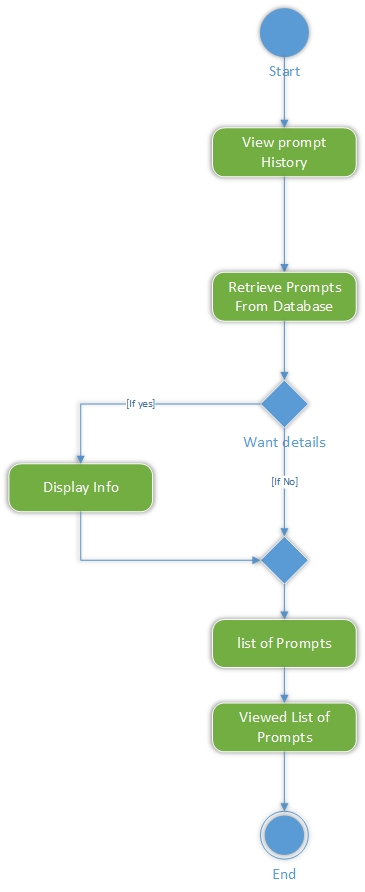 Start
View prompt
History
Retrieve Prompts
From Database
[If yes]
Want details
[If No]
Display Info
list of Prompts
Viewed List of
Prompts
End